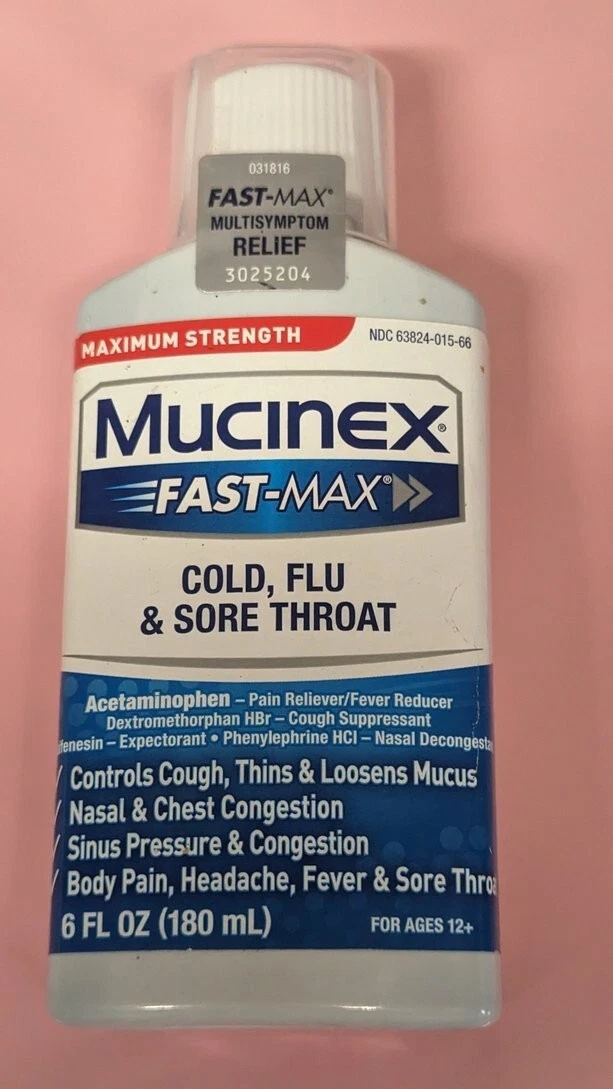 031816
FAST-MAX®
MULTISYMPTOM
RELiEF
3025204
MAXIMUM STRENGTH
NDC 63824-015-66
MUCINEX®
FAST-MAX®
COLD, FLU
& SORE THROAT
Acetaminophen – Pain Reliever/Fever Reducer
Dextromethorphan HBr – Cough Suppressant
ifenesin – Expectorant • Phenylephrine HCl – Nasal Decongesta
Controls Cough, Thins & Loosens Mucus
Nasal & Chest Congestion
Sinus Pressure & Congestion
Body Pain, Headache, Fever & Sore Throa
6 FL OZ (180 mL)
FOR AGES 12+